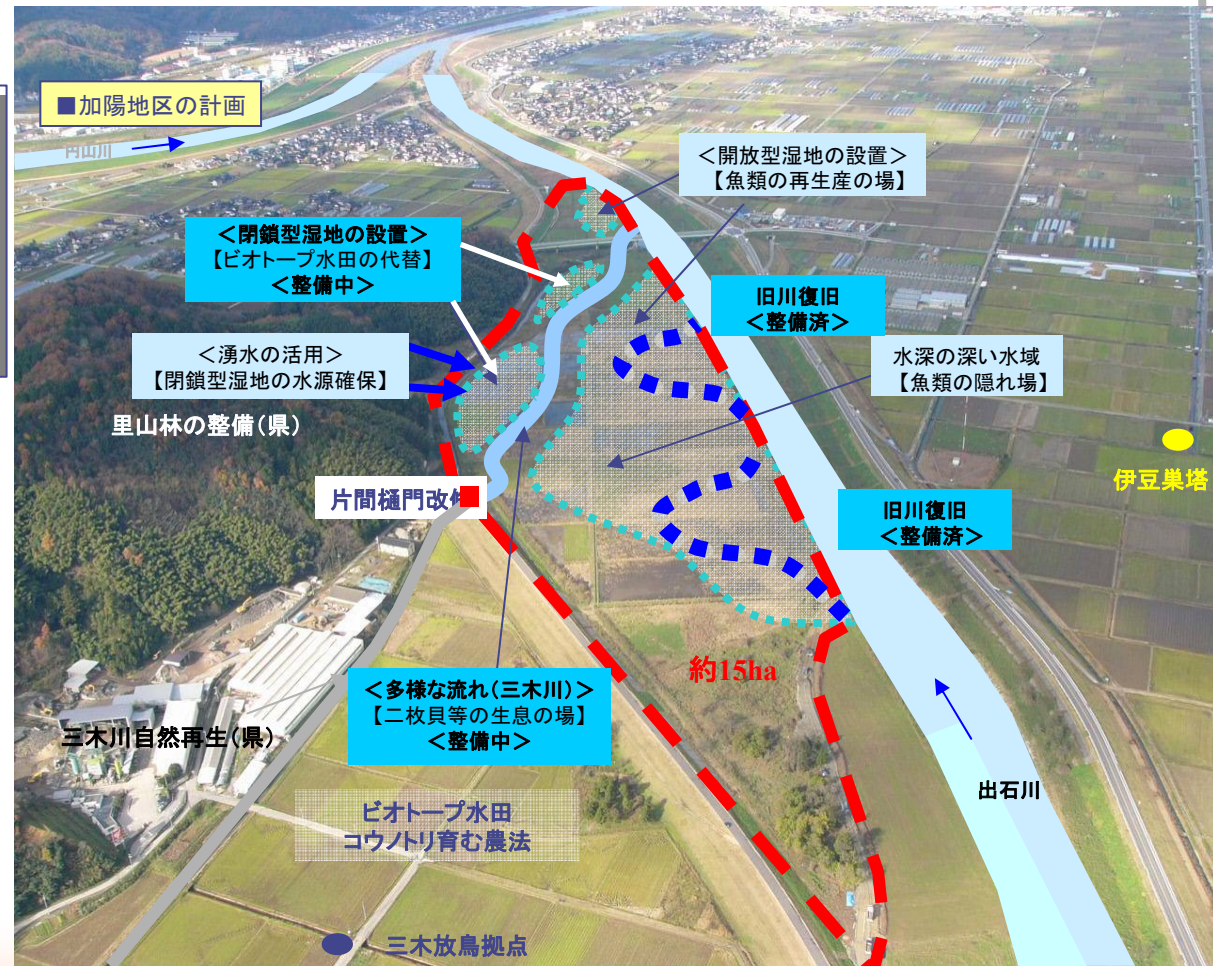 ■加陽地区の計画
円山川
＜開放型湿地の設置＞
【魚類の再生産の場】
＜閉鎖型湿地の設置＞
【ビオトープ水田の代替】
＜整備中＞
旧川復旧
＜整備済＞
＜湧水の活用＞
【閉鎖型湿地の水源確保】
水深の深い水域
【魚類の隠れ場】
里山林の整備（県）
伊豆巣塔
片間樋門改修
旧川復旧
＜整備済＞
約15ha
＜多様な流れ（三木川）＞
【二枚貝等の生息の場】
＜整備中＞
三木川自然再生（県）
出石川
ビオトープ水田
コウノトリ育む農法
三木放鳥拠点